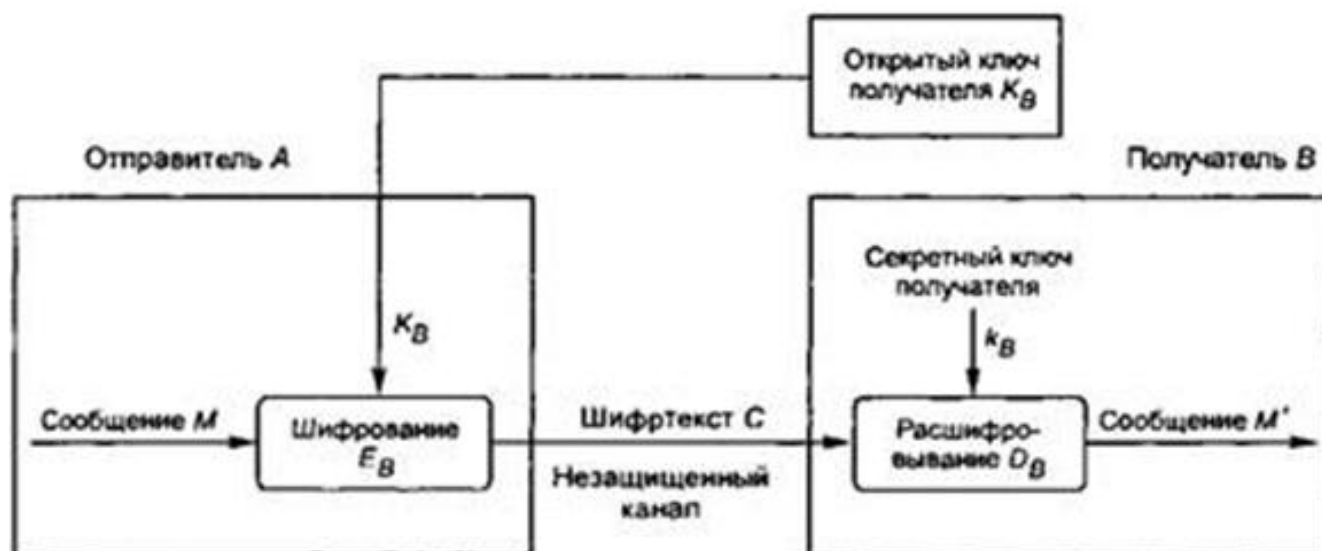 Открытый ключ
получателя K_B
Отправитель A
Получатель B
Секретный ключ
получателя
K_B
k_B
Сообщение M
Шифрование
E_B
Шифртекст C
Незащищенный
канал
Расшифро-
вывание D_B
Сообщение M'